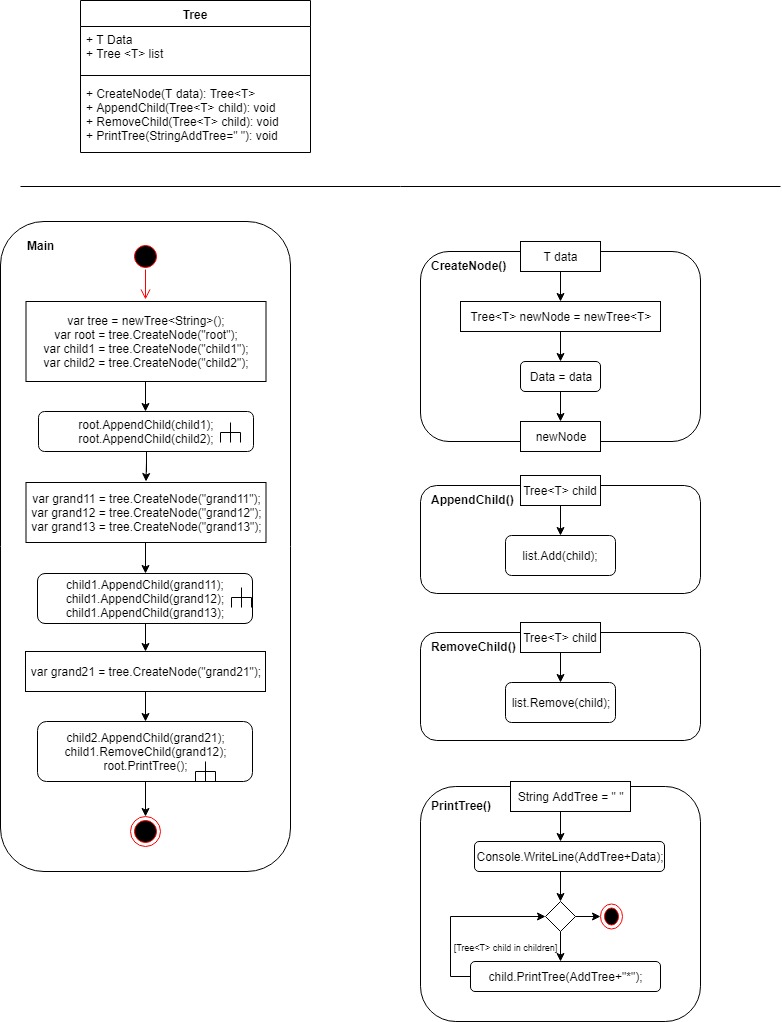 Tree
+ T Data
+ Tree <T> list
+ CreateNode(T data): Tree<T>
+ AppendChild(Tree<T> child): void
+ RemoveChild(Tree<T> child): void
+ PrintTree(StringAddTree=" "): void
Main
var tree = newTree<String>();
var root = tree.CreateNode("root");
var child1 = tree.CreateNode("child1");
var child2 = tree.CreateNode("child2");
root.AppendChild(child1);
root.AppendChild(child2);
var grand11 = tree.CreateNode("grand11");
var grand12 = tree.CreateNode("grand12");
var grand13 = tree.CreateNode("grand13");
child1.AppendChild(grand11);
child1.AppendChild(grand12);
child1.AppendChild(grand13);
var grand21 = tree.CreateNode("grand21");
child2.AppendChild(grand21);
child1.RemoveChild(grand12);
root.PrintTree();
CreateNode()
T data
Tree<T> newNode = newTree<T>
Data = data
newNode
AppendChild()
Tree<T> child
list.Add(child);
RemoveChild()
Tree<T> child
list.Remove(child);
PrintTree()
String AddTree = " "
Console.WriteLine(AddTree+Data);
[Tree<T> child in children]
child.PrintTree(AddTree+"*");